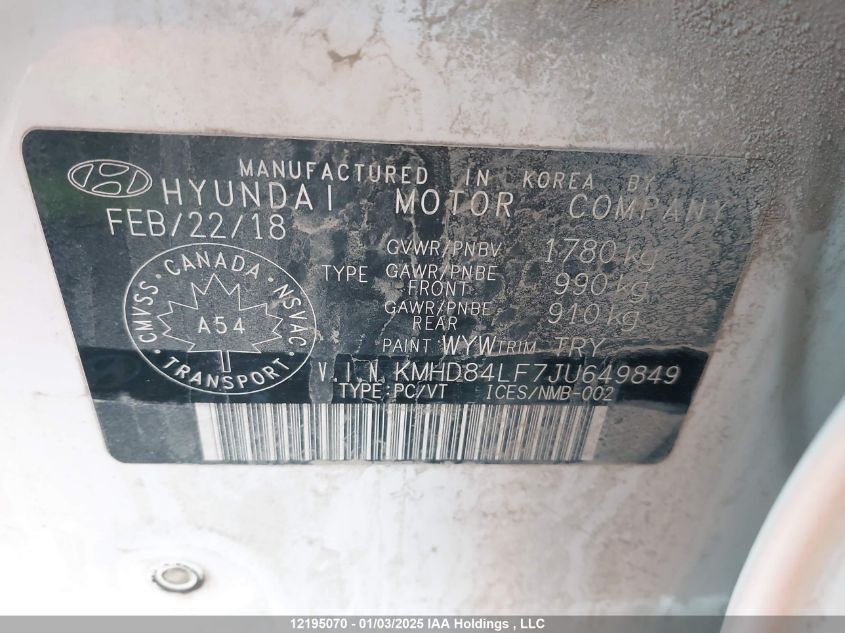 MANUFACTURED IN KOREA BY
HYUNDAI MOTOR COMPANY
FEB/22/18
GVWR/PNBV 1780 kg
TYPE GAWR/PNBE FRONT 990 kg
GAWR/PNBE REAR 910 kg
CANADA
CMVSS · NSVAC
A54
TRANSPORT
PAINT WYW TRIM TRY
V.I.N. KMHD84LF7JU649849
TYPE:PC/VT ICES/NMB-002
12195070 - 01/03/2025 IAA Holdings , LLC